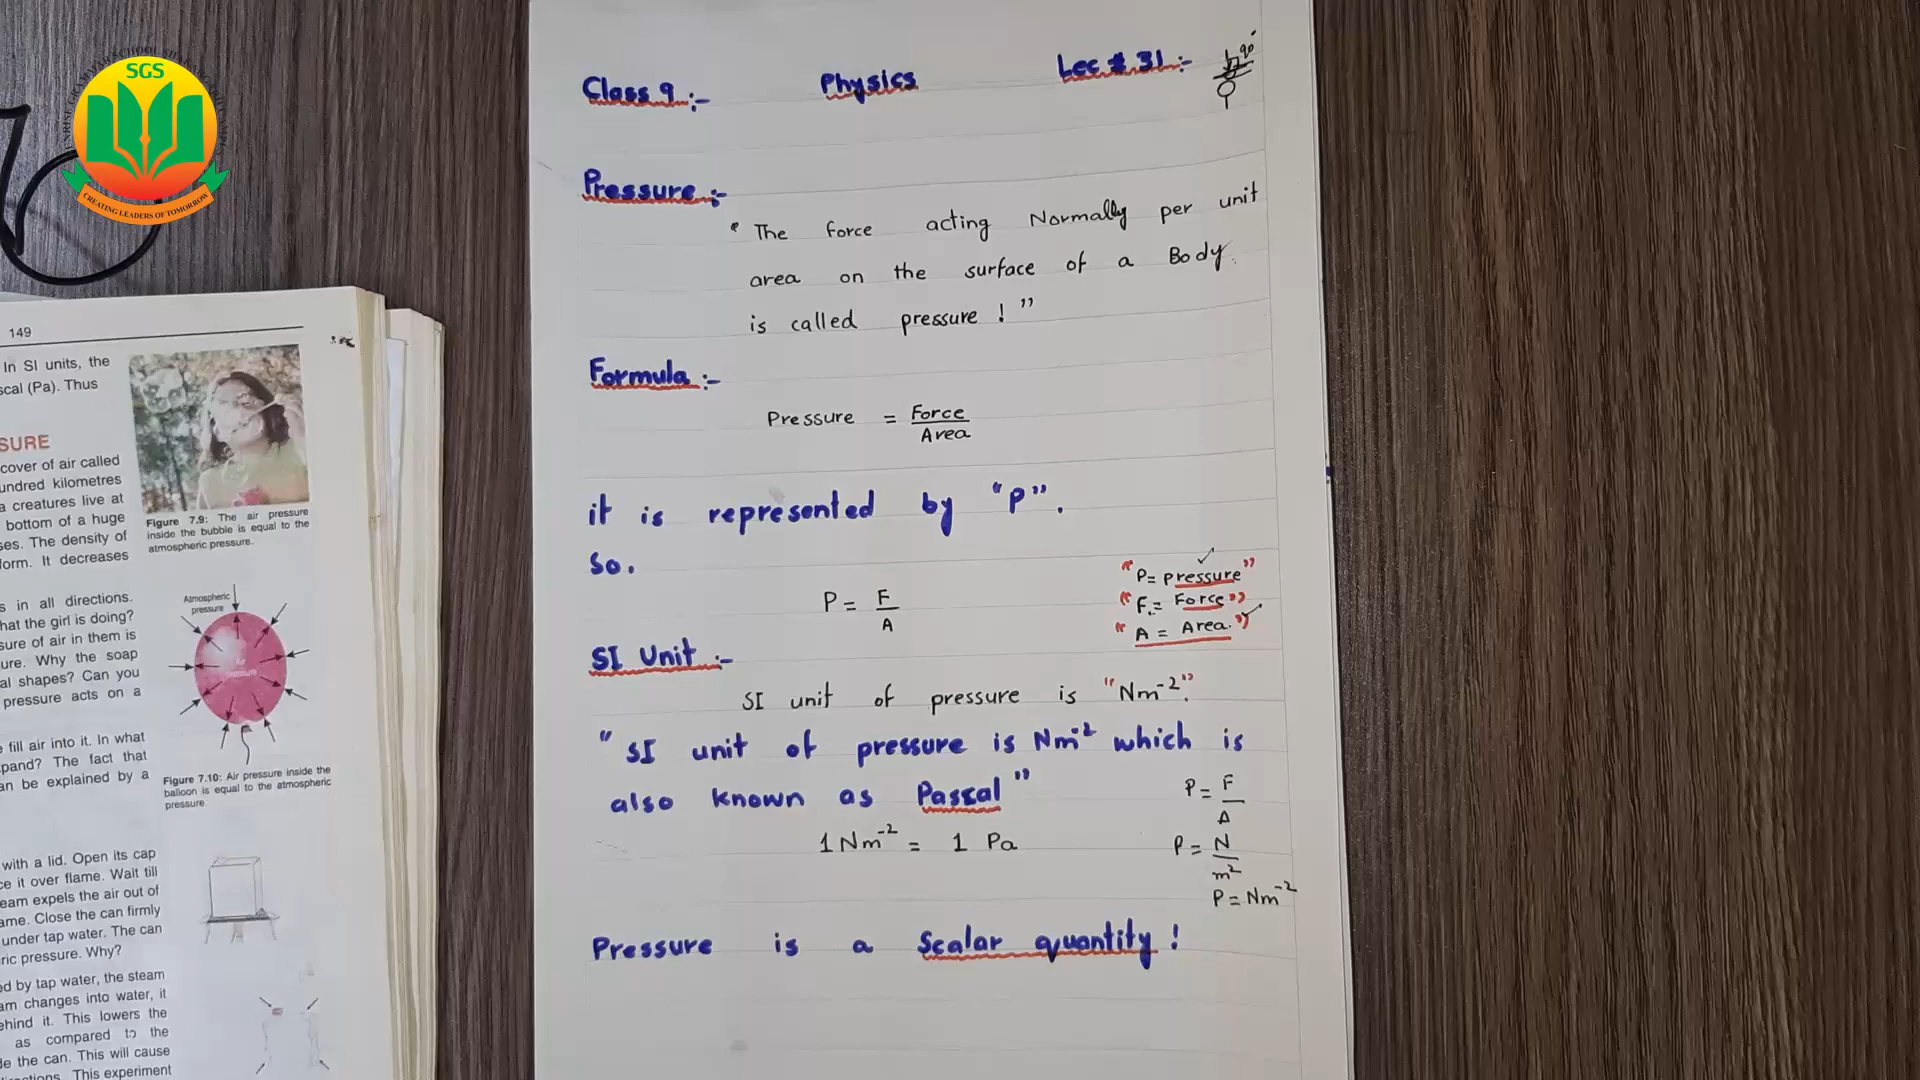 SGS
CREATING LEADERS OF TOMORROW
Class 9 :-
Physics
Lec # 31 :-
90°
Pressure :-
" The force acting Normally per unit
area on the surface of a Body.
is called pressure ! "
Formula :-
Pressure = Force / Area
it is represented by "P".
So.
P = F / A
"P = pressure"
"F = Force"
"A = Area."
SI Unit :-
SI unit of pressure is "Nm⁻²".
" SI unit of pressure is Nm⁻² which is
also known as Pascal "
1 Nm⁻² = 1 Pa
P = F / A
P = N / m²
P = Nm⁻²
Pressure is a Scalar quantity !
149
In SI units, the
scal (Pa). Thus
SURE
cover of air called
undred kilometres
a creatures live at
bottom of a huge
ses. The density of
form. It decreases
Figure 7.9: The air pressure
inside the bubble is equal to the
atmospheric pressure.
s in all directions.
hat the girl is doing?
sure of air in them is
ure. Why the soap
al shapes? Can you
pressure acts on a
Atmospheric
pressure
fill air into it. In what
pand? The fact that
an be explained by a
Figure 7.10: Air pressure inside the
balloon is equal to the atmospheric
pressure.
with a lid. Open its cap
ce it over flame. Wait till
eam expels the air out of
ame. Close the can firmly
under tap water. The can
ric pressure. Why?
ed by tap water, the steam
am changes into water, it
ehind it. This lowers the
as compared to the
de the can. This will cause
This experiment